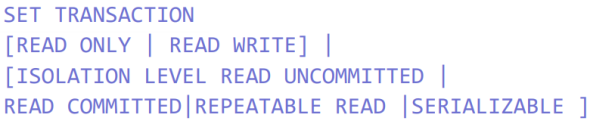 SET TRANSACTION
[READ ONLY | READ WRITE] |
[ISOLATION LEVEL READ UNCOMMITTED |
READ COMMITTED|REPEATABLE READ |SERIALIZABLE ]